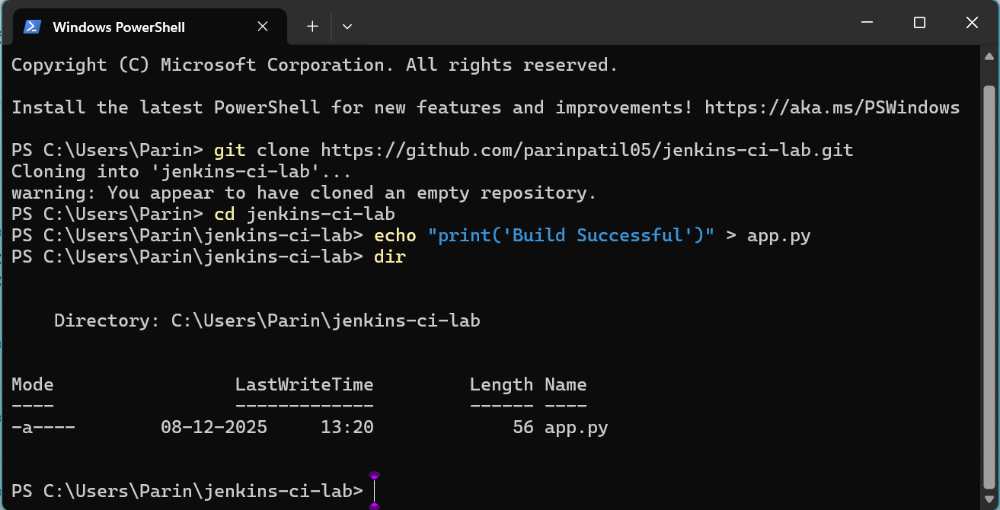 Windows PowerShell
Copyright (C) Microsoft Corporation. All rights reserved.
Install the latest PowerShell for new features and improvements! https://aka.ms/PSWindows
PS C:\Users\Parin> git clone https://github.com/parinpatil05/jenkins-ci-lab.git
Cloning into 'jenkins-ci-lab'...
warning: You appear to have cloned an empty repository.
PS C:\Users\Parin> cd jenkins-ci-lab
PS C:\Users\Parin\jenkins-ci-lab> echo "print('Build Successful')" > app.py
PS C:\Users\Parin\jenkins-ci-lab> dir
    Directory: C:\Users\Parin\jenkins-ci-lab
Mode                 LastWriteTime         Length Name
----                 -------------         ------ ----
-a----        08-12-2025     13:20             56 app.py
PS C:\Users\Parin\jenkins-ci-lab>